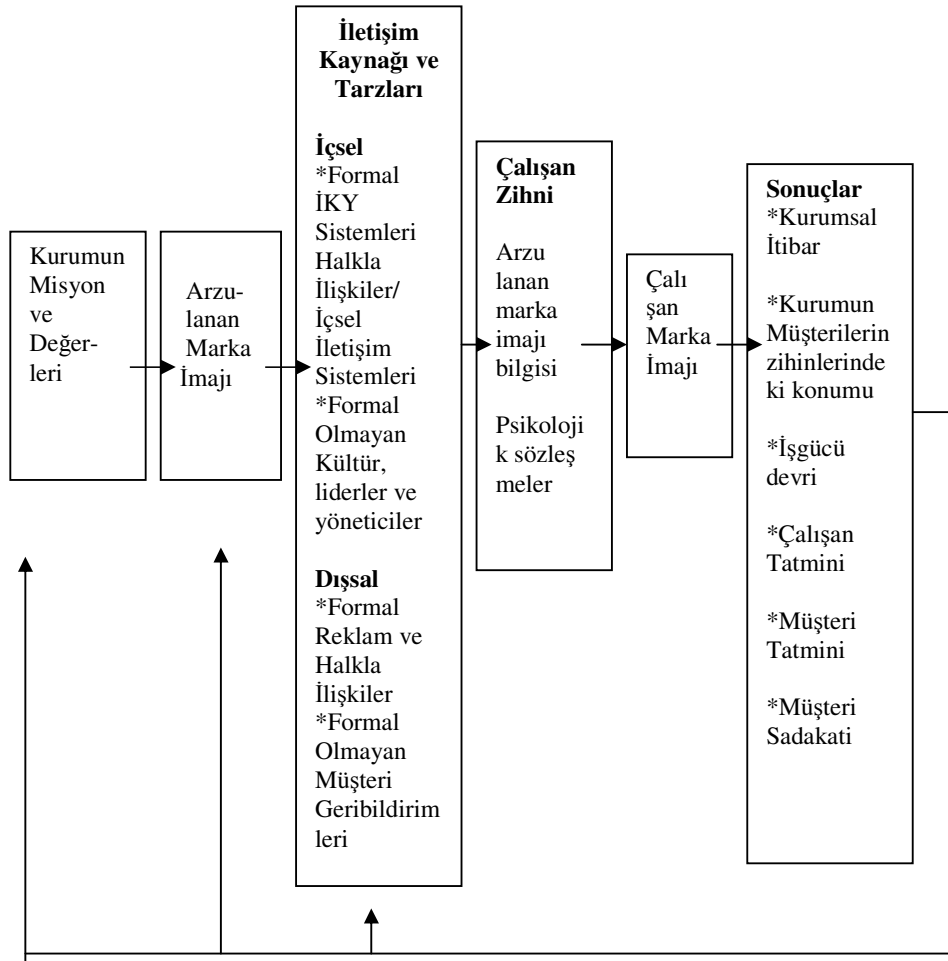 Kurumun
Misyon
ve
Değer-
leri
Arzu-
lanan
Marka
İmajı
İletişim
Kaynağı ve
Tarzları
İçsel
*Formal
İKY
Sistemleri
Halkla
İlişkiler/
İçsel
İletişim
Sistemleri
*Formal
Olmayan
Kültür,
liderler ve
yöneticiler
Dışsal
*Formal
Reklam ve
Halkla
İlişkiler
*Formal
Olmayan
Müşteri
Geribildirim
leri
Çalışan
Zihni
Arzu
lanan
marka
imajı
bilgisi
Psikoloji
k sözleş
meler
Çalı
şan
Marka
İmajı
Sonuçlar
*Kurumsal
İtibar
*Kurumun
Müşterilerin
zihinlerinde
ki konumu
*İşgücü
devri
*Çalışan
Tatmini
*Müşteri
Tatmini
*Müşteri
Sadakati